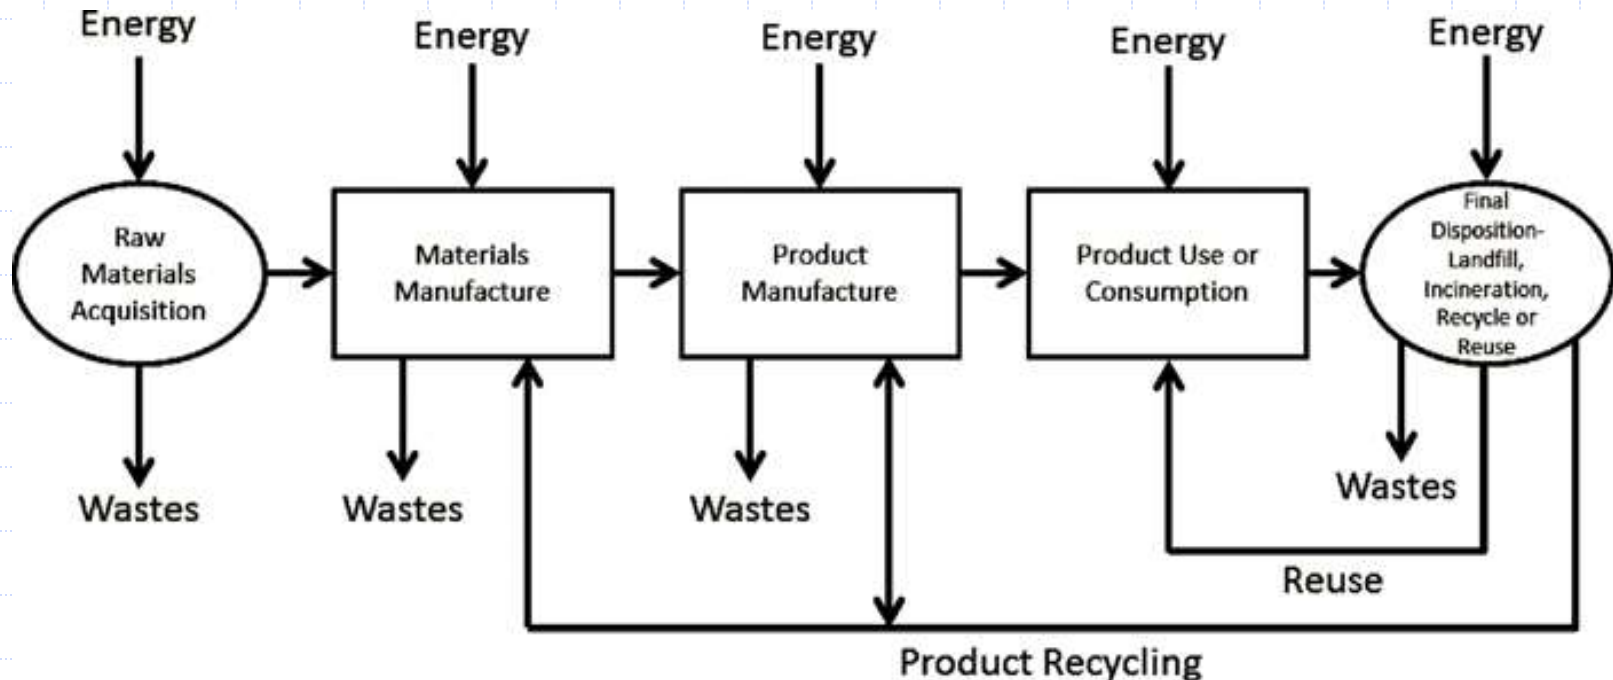 Energy
Energy
Energy
Energy
Energy
Raw
Materials
Acquisition
Materials
Manufacture
Product
Manufacture
Product Use or
Consumption
Final
Disposition-
Landfill,
Incineration,
Recycle or
Reuse
Wastes
Wastes
Wastes
Wastes
Reuse
Product Recycling